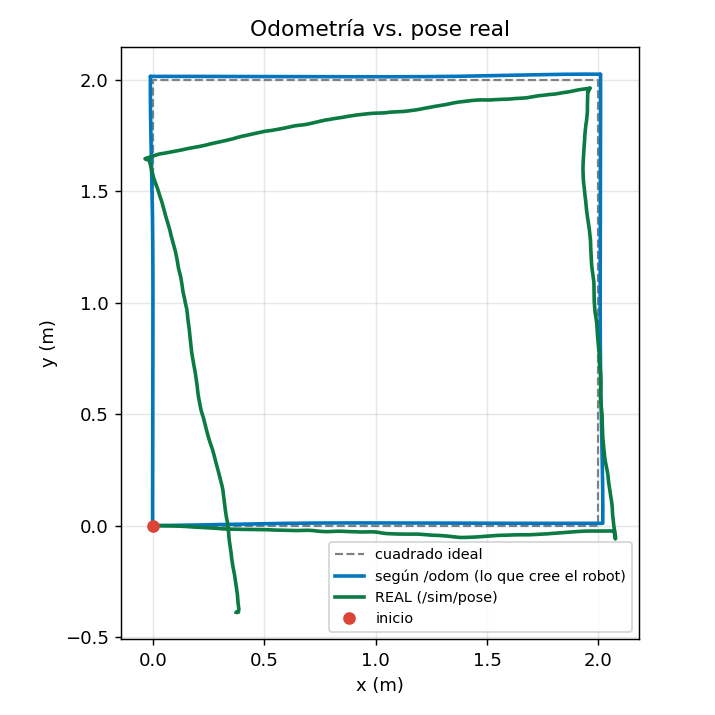 Odometría vs. pose real
2.0
1.5
1.0
0.5
0.0
−0.5
y (m)
cuadrado ideal
según /odom (lo que cree el robot)
REAL (/sim/pose)
inicio
0.0 0.5 1.0 1.5 2.0
x (m)